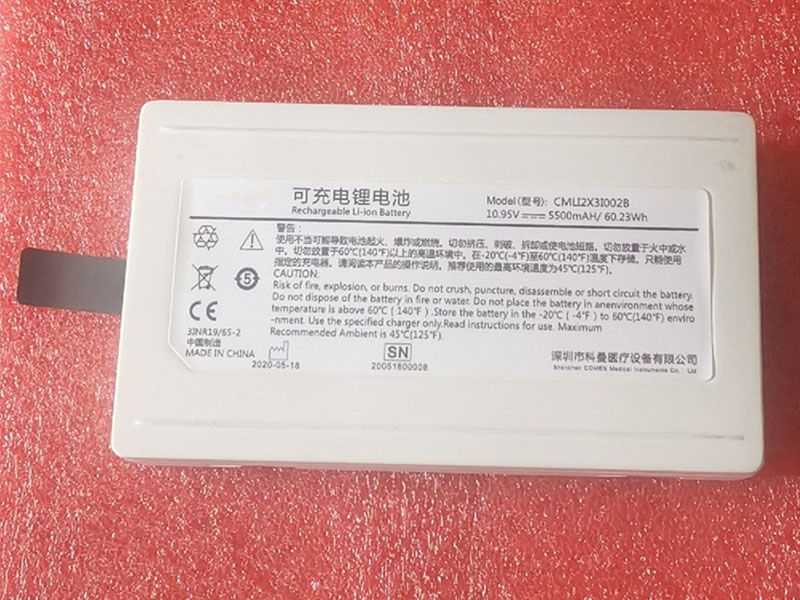 可充电锂电池
Rechargeable Li-ion Battery
Model(型号): CMLI2X3I002B
10.95V 5500mAH/ 60.23Wh
警告:
使用不当可能导致电池起火、爆炸或燃烧。切勿挤压、刺破、拆卸或使电池短路。切勿放置于火中或水
中。切勿放置于60℃(140℉)以上的高温环境中。在-20℃(-4℉)至60℃(140℉)温度下存储。只能使用
指定的充电器。请阅读本产品的操作说明。推荐使用的最高环境温度为45℃(125℉)。
CAUTION:
Risk of fire, explosion, or burns. Do not crush, puncture, disassemble or short circuit the battery.
Do not dispose of the battery in fire or water. Do not place the battery in anenvironment whose
temperature is above 60℃ ( 140℉ ) .Store the battery in the -20℃ ( -4℉ ) to 60℃(140℉) enviro
-nment. Use the specified charger only.Read instructions for use. Maximum
Recommended Ambient is 45℃(125℉).
5
CE
3INR19/65-2
中国制造
MADE IN CHINA
2020-05-18
SN
20051800008
深圳市科曼医疗设备有限公司
Shenzhen COMEN Medical Instruments Co., Ltd